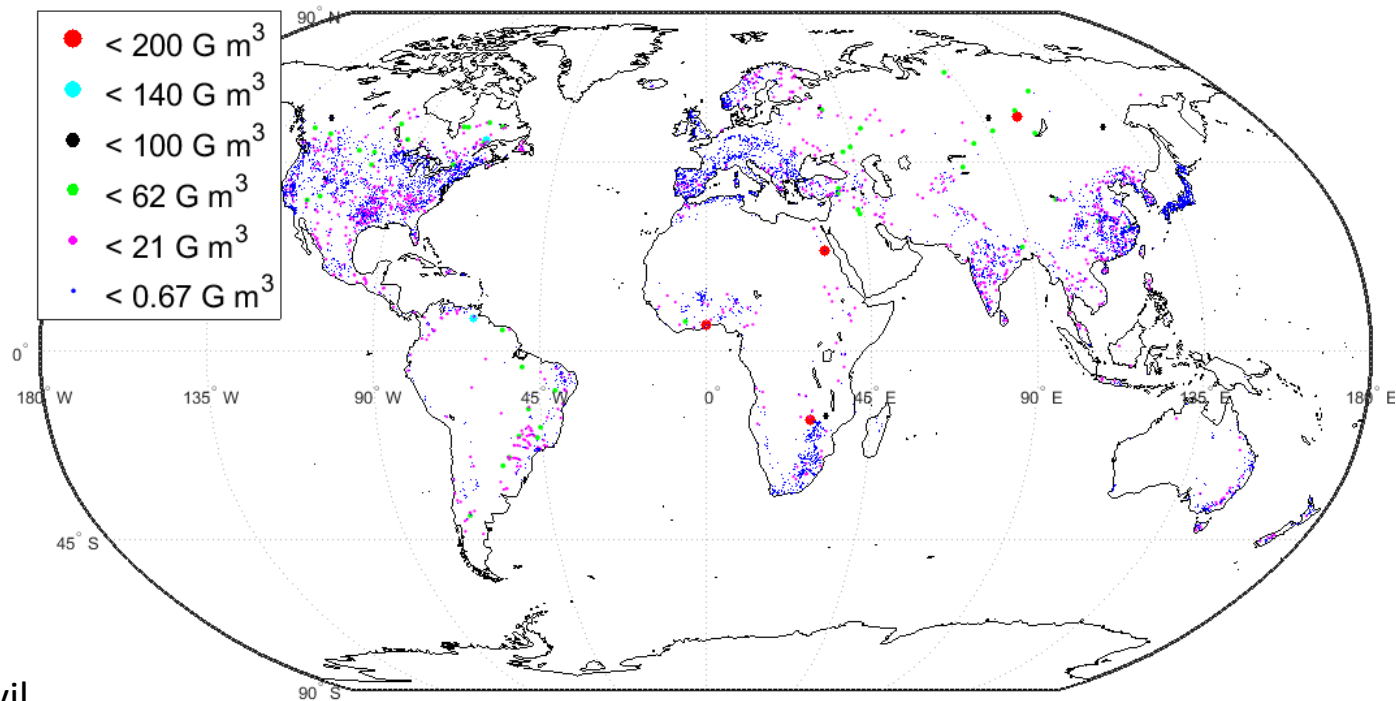 90° N
< 200 G m³
< 140 G m³
< 100 G m³
< 62 G m³
< 21 G m³
< 0.67 G m³
0°
180° W
135° W
90° W
45° W
0°
45° E
90° E
135° E
180° E
45° S
90° S
vil